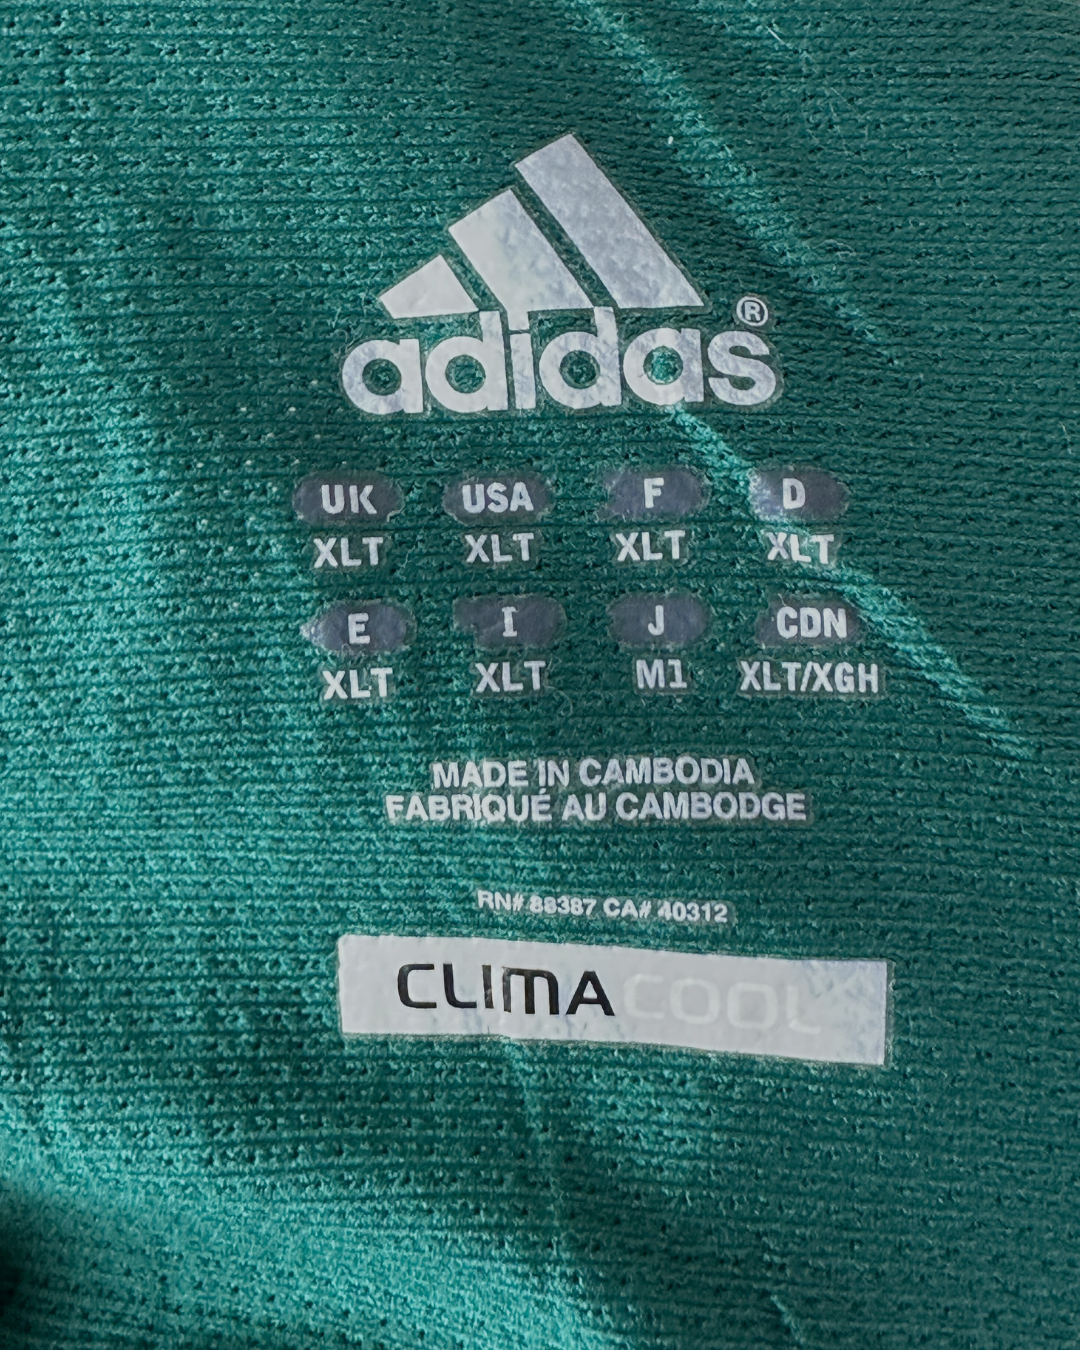 adidas®
UK USA F D
XLT XLT XLT XLT
E I J CDN
XLT XLT M1 XLT/XGH
MADE IN CAMBODIA
FABRIQUÉ AU CAMBODGE
RN# 88387 CA# 40312
CLIMACOOL